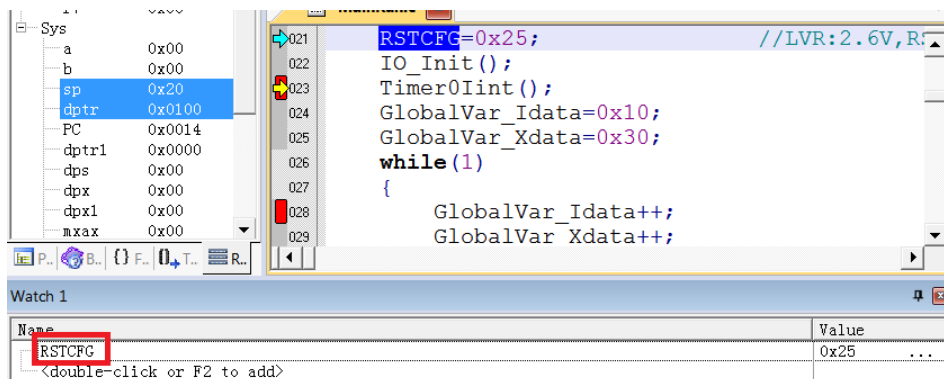 Sys
a 0x00
b 0x00
sp 0x20
dptr 0x0100
PC 0x0014
dptr1 0x0000
dps 0x00
dpx 0x00
dpx1 0x00
mxax 0x00
P.. B.. {} F.. T.. R..
021 RSTCFG=0x25; //LVR:2.6V,RS
022 IO_Init();
023 Timer0Iint();
024 GlobalVar_Idata=0x10;
025 GlobalVar_Xdata=0x30;
026 while(1)
027 {
028 GlobalVar_Idata++;
029 GlobalVar_Xdata++;
Watch 1
Name Value
RSTCFG 0x25 ...
<double-click or F2 to add>